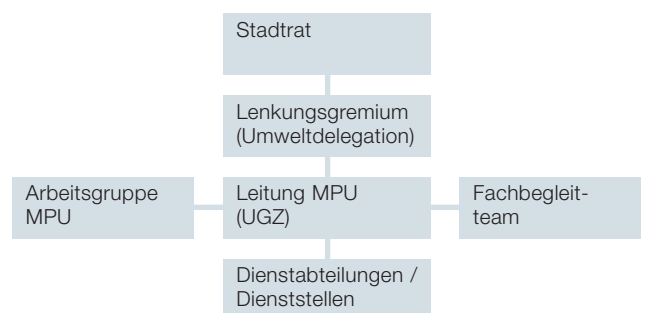 Stadtrat
Lenkungsgremium
(Umweltdelegation)
Arbeitsgruppe
MPU
Leitung MPU
(UGZ)
Fachbegleit-
team
Dienstabteilungen /
Dienststellen